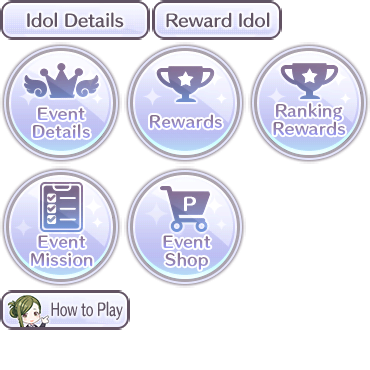 Idol Details
Reward Idol
Event
Details
Rewards
Ranking
Rewards
Event
Mission
P
Event
Shop
How to Play